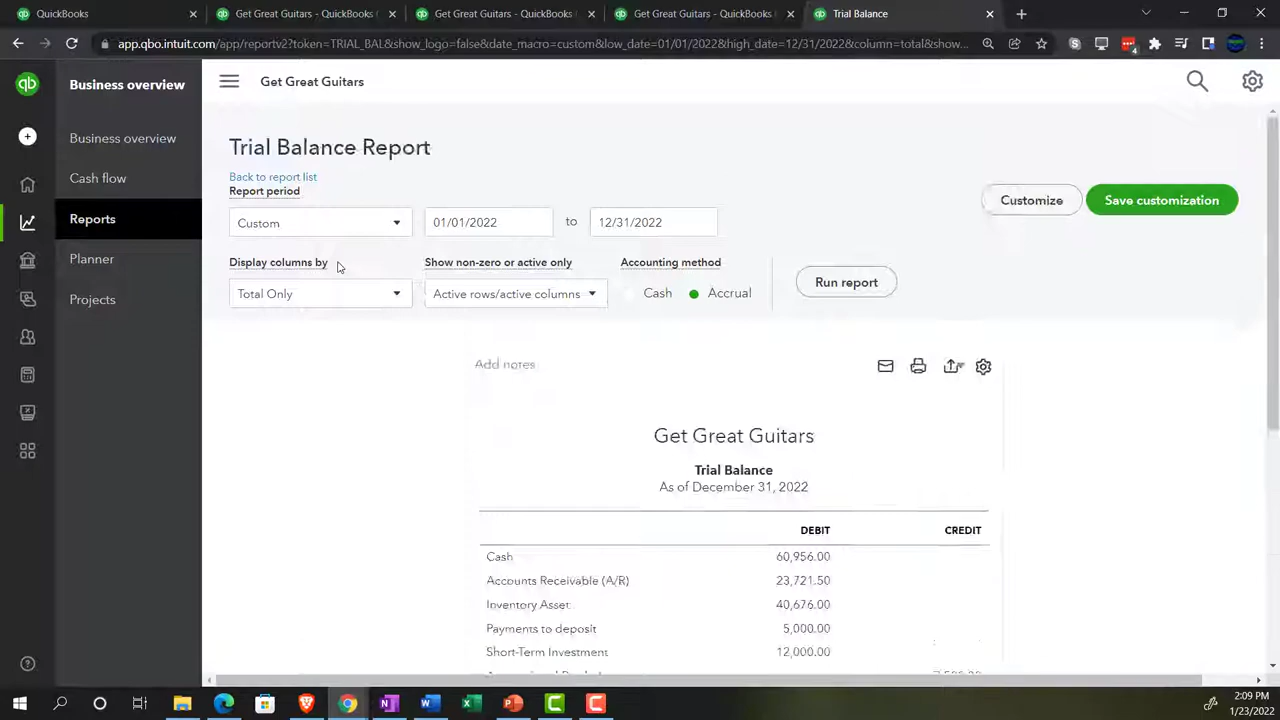 QuickBooks
Get Great Guitars - QuickBooks
Get Great Guitars - QuickBooks
Get Great Guitars - QuickBooks
Trial Balance
app.qbo.intuit.com/app/reportv2?token=TRIAL_BAL&show_logo=false&date_macro=custom&low_date=01/01/2022&high_date=12/31/2022&column=total&show...
4
qb
Business overview
Get Great Guitars
Business overview
Cash flow
Reports
Planner
Projects
Trial Balance Report
Back to report list
Report period
Custom
01/01/2022
to
12/31/2022
Customize
Save customization
Display columns by
Show non-zero or active only
Accounting method
Total Only
Active rows/active columns
Cash
Accrual
Run report
Add notes
Get Great Guitars
Trial Balance
As of December 31, 2022
DEBIT CREDIT
Cash 60,956.00
Accounts Receivable (A/R) 23,721.50
Inventory Asset 40,676.00
Payments to deposit 5,000.00
Short-Term Investment 12,000.00
2:09 PM
1/23/2022